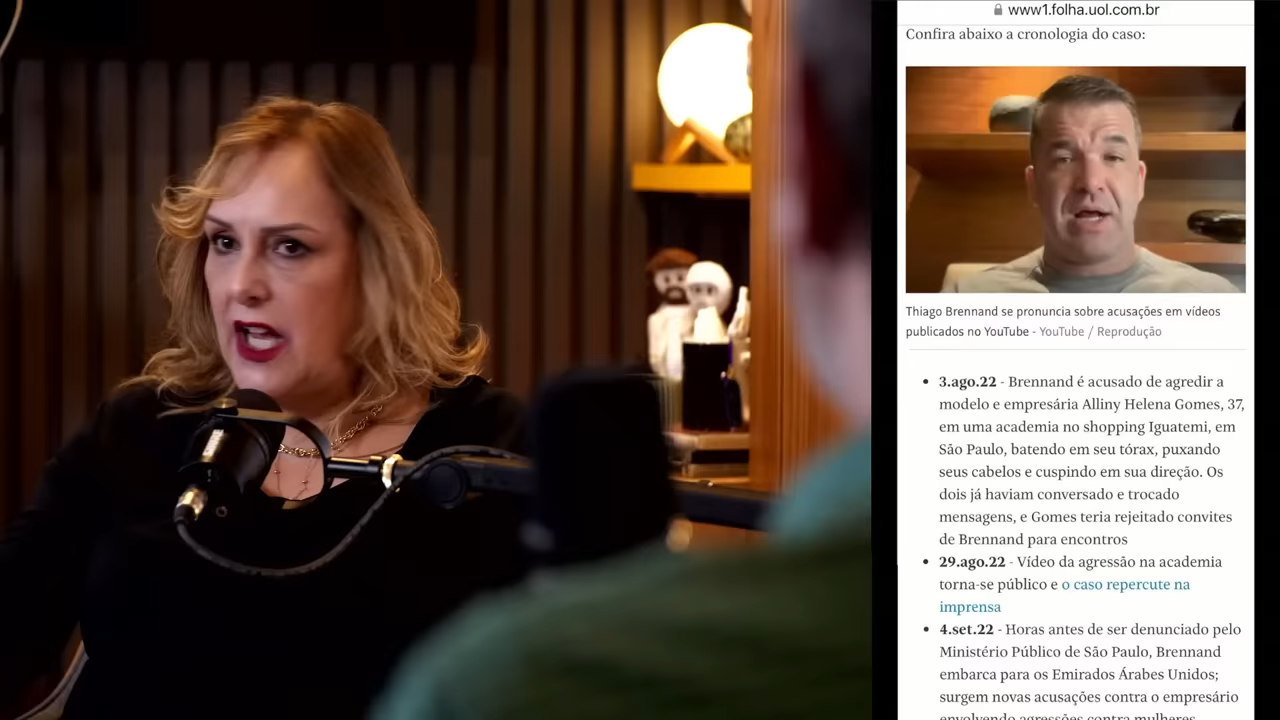 www1.folha.uol.com.br
Confira abaixo a cronologia do caso:
Thiago Brennand se pronuncia sobre acusações em vídeos
publicados no YouTube - YouTube / Reprodução
• 3.ago.22 - Brennand é acusado de agredir a
modelo e empresária Alliny Helena Gomes, 37,
em uma academia no shopping Iguatemi, em
São Paulo, batendo em seu tórax, puxando
seus cabelos e cuspindo em sua direção. Os
dois já haviam conversado e trocado
mensagens, e Gomes teria rejeitado convites
de Brennand para encontros
• 29.ago.22 - Vídeo da agressão na academia
torna-se público e o caso repercute na
imprensa
• 4.set.22 - Horas antes de ser denunciado pelo
Ministério Público de São Paulo, Brennand
embarca para os Emirados Árabes Unidos;
surgem novas acusações contra o empresário
envolvendo agressões contra mulheres